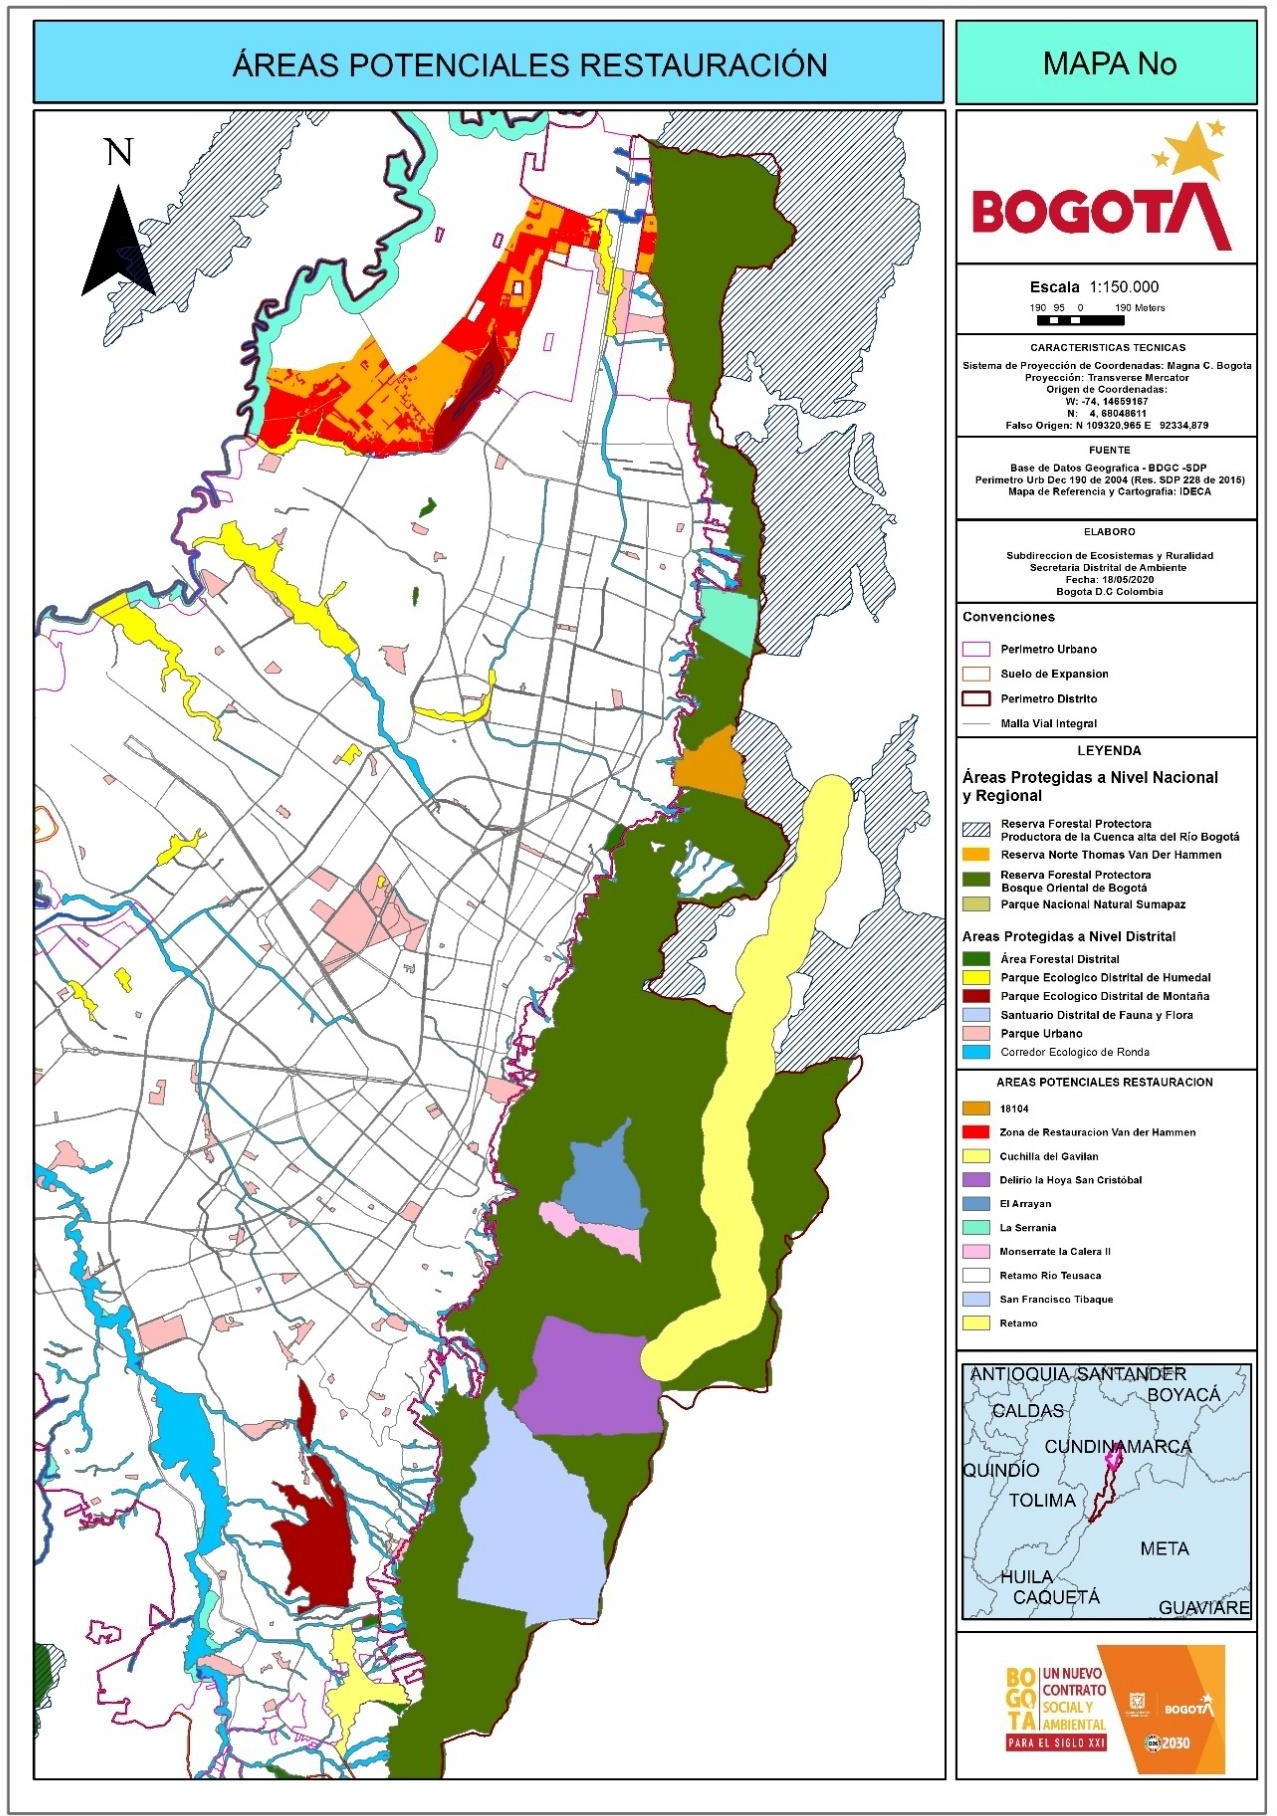 ÁREAS POTENCIALES RESTAURACIÓN
MAPA No
N
BOGOTÁ
Escala 1:150.000
190 95 0 190 Meters
CARACTERISTICAS TECNICAS
Sistema de Proyección de Coordenadas: Magna C. Bogota
Proyección: Transverse Mercator
Origen de Coordenadas:
W: -74, 14659167
N: 4, 68048611
Falso Origen: N 109320,965 E 92334,879
FUENTE
Base de Datos Geografica - BDGC -SDP
Perimetro Urb Dec 190 de 2004 (Res. SDP 228 de 2015)
Mapa de Referencia y Cartografia: IDECA
ELABORO
Subdireccion de Ecosistemas y Ruralidad
Secretaria Distrital de Ambiente
Fecha: 18/05/2020
Bogota D.C Colombia
Convenciones
Perimetro Urbano
Suelo de Expansion
Perimetro Distrito
Malla Vial Integral
LEYENDA
Áreas Protegidas a Nivel Nacional
y Regional
Reserva Forestal Protectora
Productora de la Cuenca alta del Río Bogotá
Reserva Norte Thomas Van Der Hammen
Reserva Forestal Protectora
Bosque Oriental de Bogotá
Parque Nacional Natural Sumapaz
Areas Protegidas a Nivel Distrital
Área Forestal Distrital
Parque Ecologico Distrital de Humedal
Parque Ecologico Distrital de Montaña
Santuario Distrital de Fauna y Flora
Parque Urbano
Corredor Ecologico de Ronda
AREAS POTENCIALES RESTAURACION
18104
Zona de Restauracion Van der Hammen
Cuchilla del Gavilan
Delirio la Hoya San Cristóbal
El Arrayan
La Serrania
Monserrate la Calera II
Retamo Río Teusaca
San Francisco Tibaque
Retamo
ANTIOQUIA SANTANDER
BOYACÁ
CALDAS
CUNDINAMARCA
QUINDÍO
TOLIMA
META
HUILA
CAQUETÁ
GUAVIARE
BO
GO
TA
UN NUEVO
CONTRATO
SOCIAL Y
AMBIENTAL
PARA EL SIGLO XXI
BOGOTÁ
2030